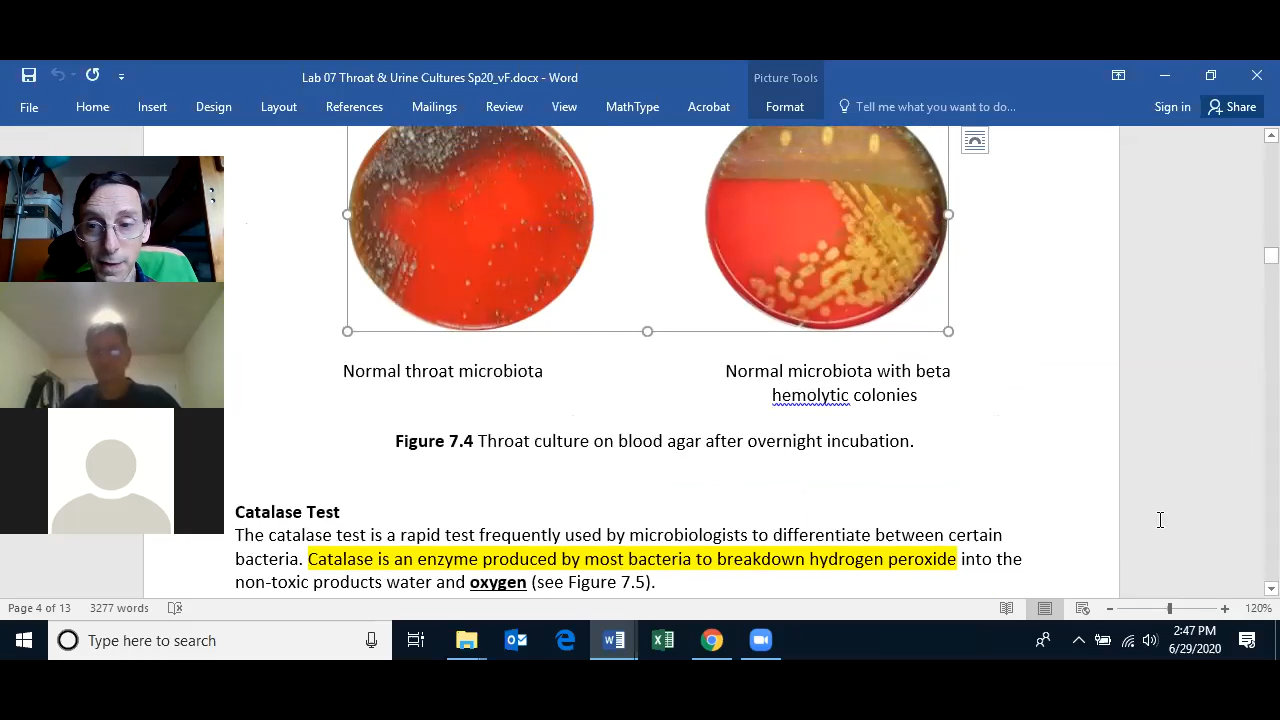 Lab 07 Throat & Urine Cultures Sp20_vF.docx - Word
Picture Tools
File
Home
Insert
Design
Layout
References
Mailings
Review
View
MathType
Acrobat
Format
Tell me what you want to do...
Sign in
Share
Normal throat microbiota
Normal microbiota with beta
hemolytic colonies
Figure 7.4 Throat culture on blood agar after overnight incubation.
Catalase Test
The catalase test is a rapid test frequently used by microbiologists to differentiate between certain
bacteria. Catalase is an enzyme produced by most bacteria to breakdown hydrogen peroxide into the
non-toxic products water and oxygen (see Figure 7.5).
Page 4 of 13
3277 words
120%
Type here to search
2:47 PM
6/29/2020